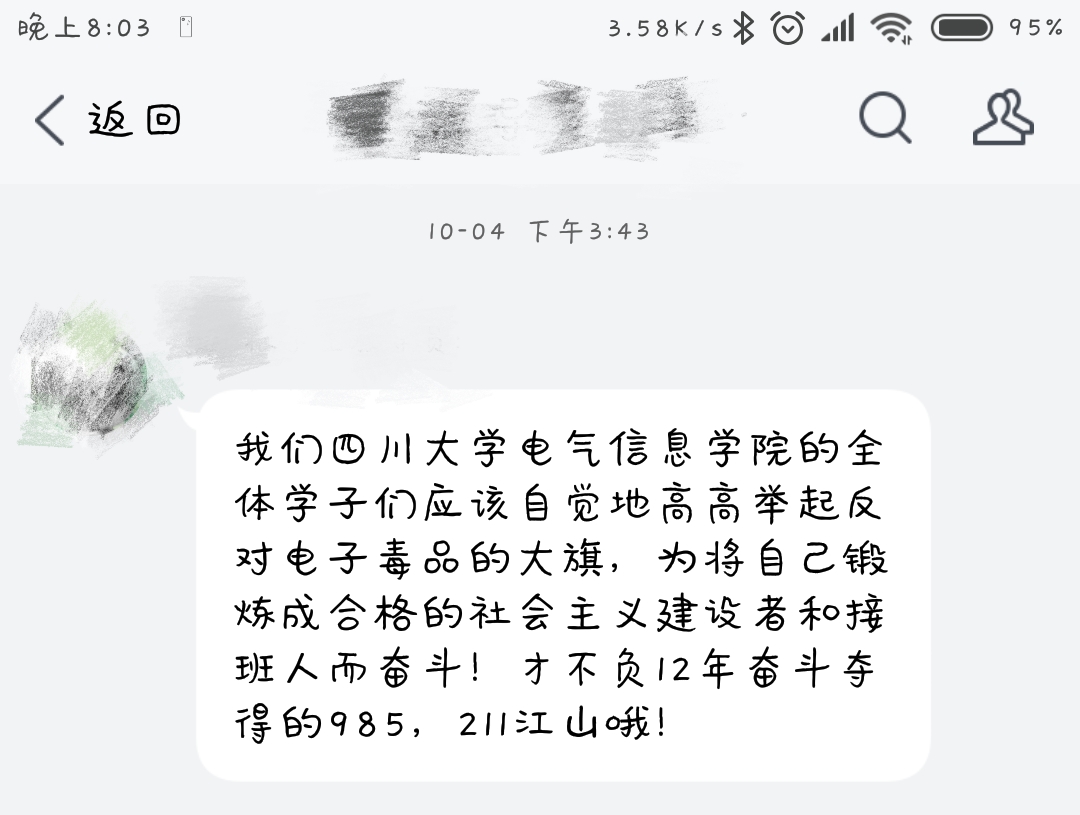 晚上8:03 3.58K/s 95%
返回
10-04 下午3:43
我们四川大学电气信息学院的全
体学子们应该自觉地高高举起反
对电子毒品的大旗，为将自己锻
炼成合格的社会主义建设者和接
班人而奋斗！才不负12年奋斗夺
得的985，211江山哦！